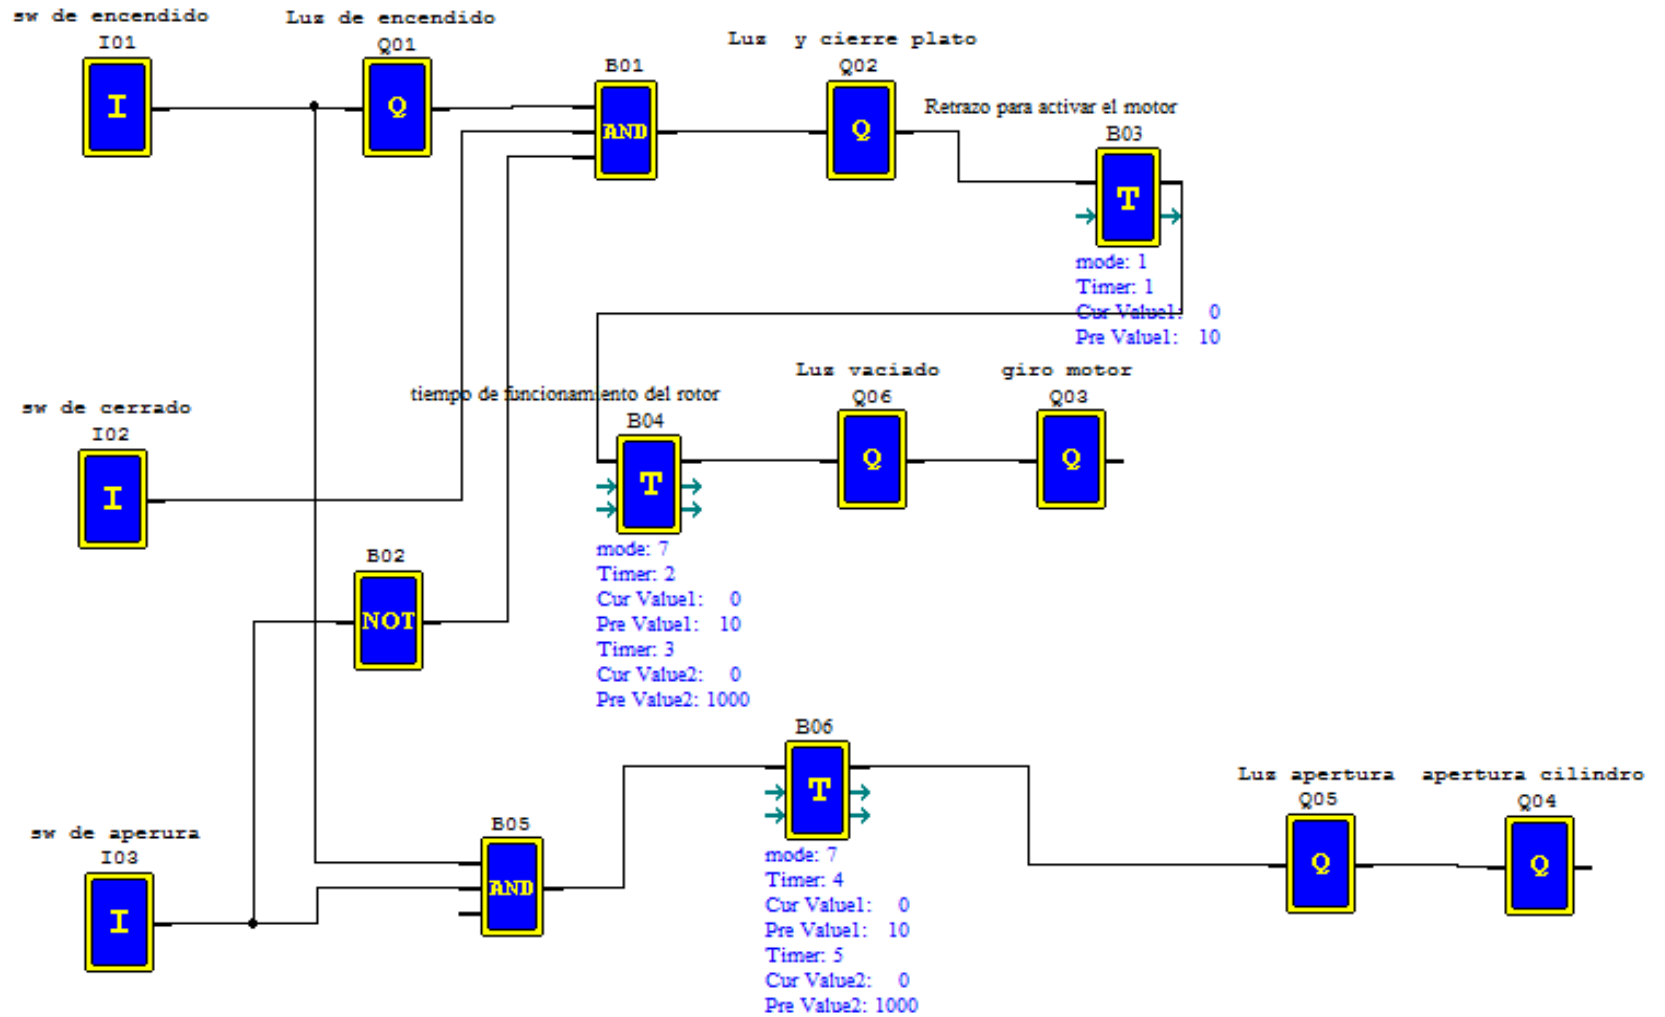 sw de encendido
I01
I
Luz de encendido
Q01
Q
B01
AND
Luz y cierre plato
Q02
Q
Retrazo para activar el motor
B03
T
mode: 1
Timer: 1
Cur Value1: 0
Pre Value1: 10
sw de cerrado
I02
I
tiempo de funcionamiento del rotor
B04
T
mode: 7
Timer: 2
Cur Value1: 0
Pre Value1: 10
Timer: 3
Cur Value2: 0
Pre Value2: 1000
Luz vaciado
Q06
Q
giro motor
Q03
Q
B02
NOT
sw de aperura
I03
I
B05
AND
B06
T
mode: 7
Timer: 4
Cur Value1: 0
Pre Value1: 10
Timer: 5
Cur Value2: 0
Pre Value2: 1000
Luz apertura
Q05
Q
apertura cilindro
Q04
Q